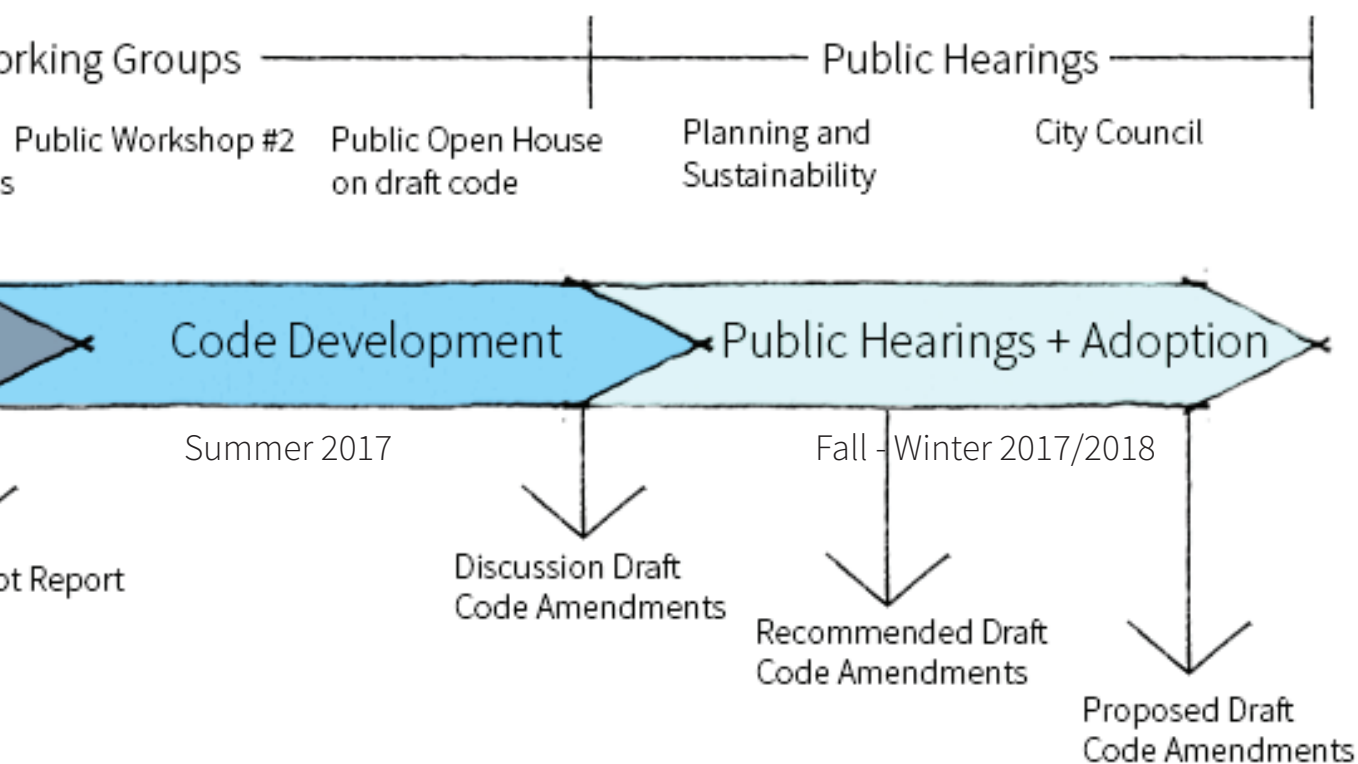 orking Groups
Public Hearings
Public Workshop #2
s
Public Open House
on draft code
Planning and
Sustainability
City Council
Code Development
Public Hearings + Adoption
Summer 2017
Fall - Winter 2017/2018
ot Report
Discussion Draft
Code Amendments
Recommended Draft
Code Amendments
Proposed Draft
Code Amendments